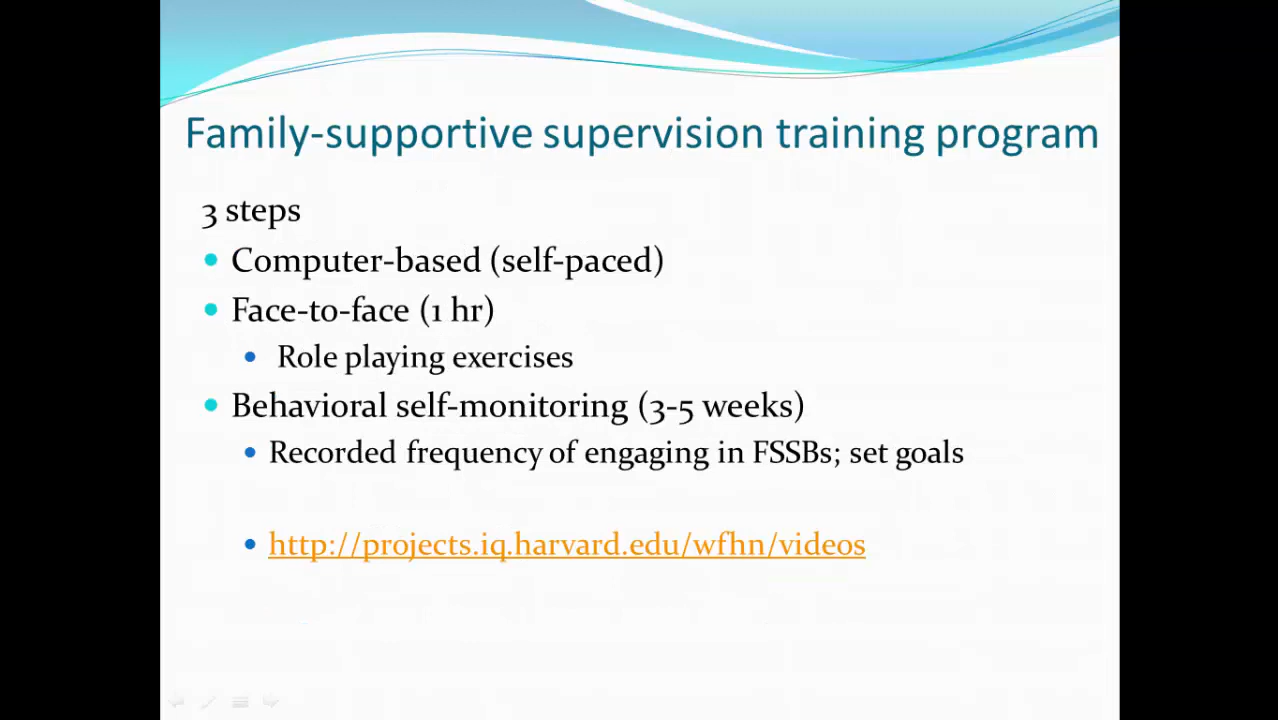 Family-supportive supervision training program
3 steps
Computer-based (self-paced)
Face-to-face (1 hr)
Role playing exercises
Behavioral self-monitoring (3-5 weeks)
Recorded frequency of engaging in FSSBs; set goals
http://projects.iq.harvard.edu/wfhn/videos